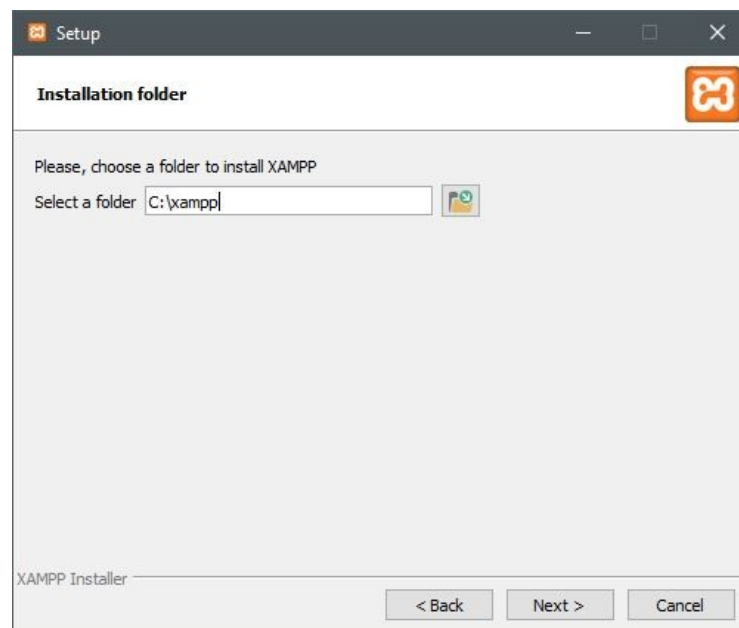 Setup
Installation folder
Please, choose a folder to install XAMPP
Select a folder C:\xampp
XAMPP Installer
< Back Next > Cancel